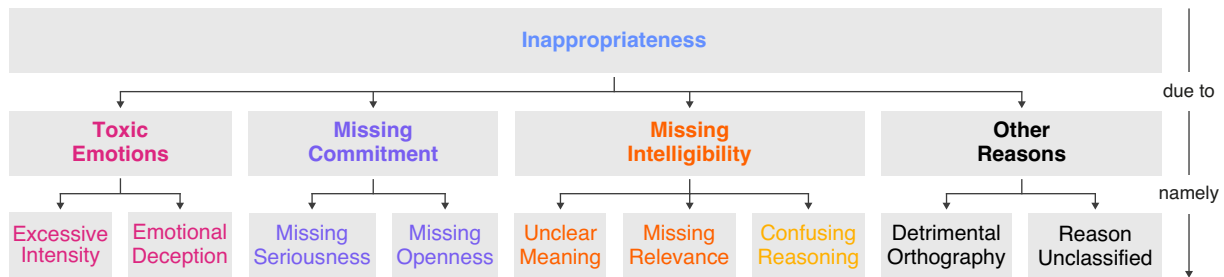 Inappropriateness
due to
Toxic
Emotions
Missing
Commitment
Missing
Intelligibility
Other
Reasons
namely
Excessive
Intensity
Emotional
Deception
Missing
Seriousness
Missing
Openness
Unclear
Meaning
Missing
Relevance
Confusing
Reasoning
Detrimental
Orthography
Reason
Unclassified